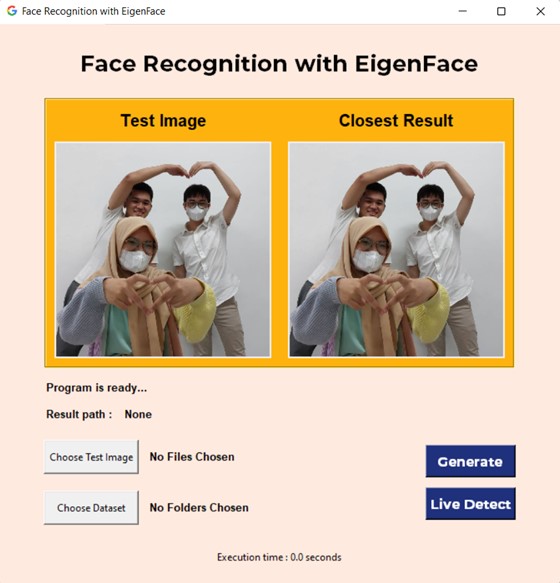 Face Recognition with EigenFace
Face Recognition with EigenFace
Test Image
Closest Result
Program is ready...
Result path : None
Choose Test Image
No Files Chosen
Generate
Choose Dataset
No Folders Chosen
Live Detect
Execution time : 0.0 seconds